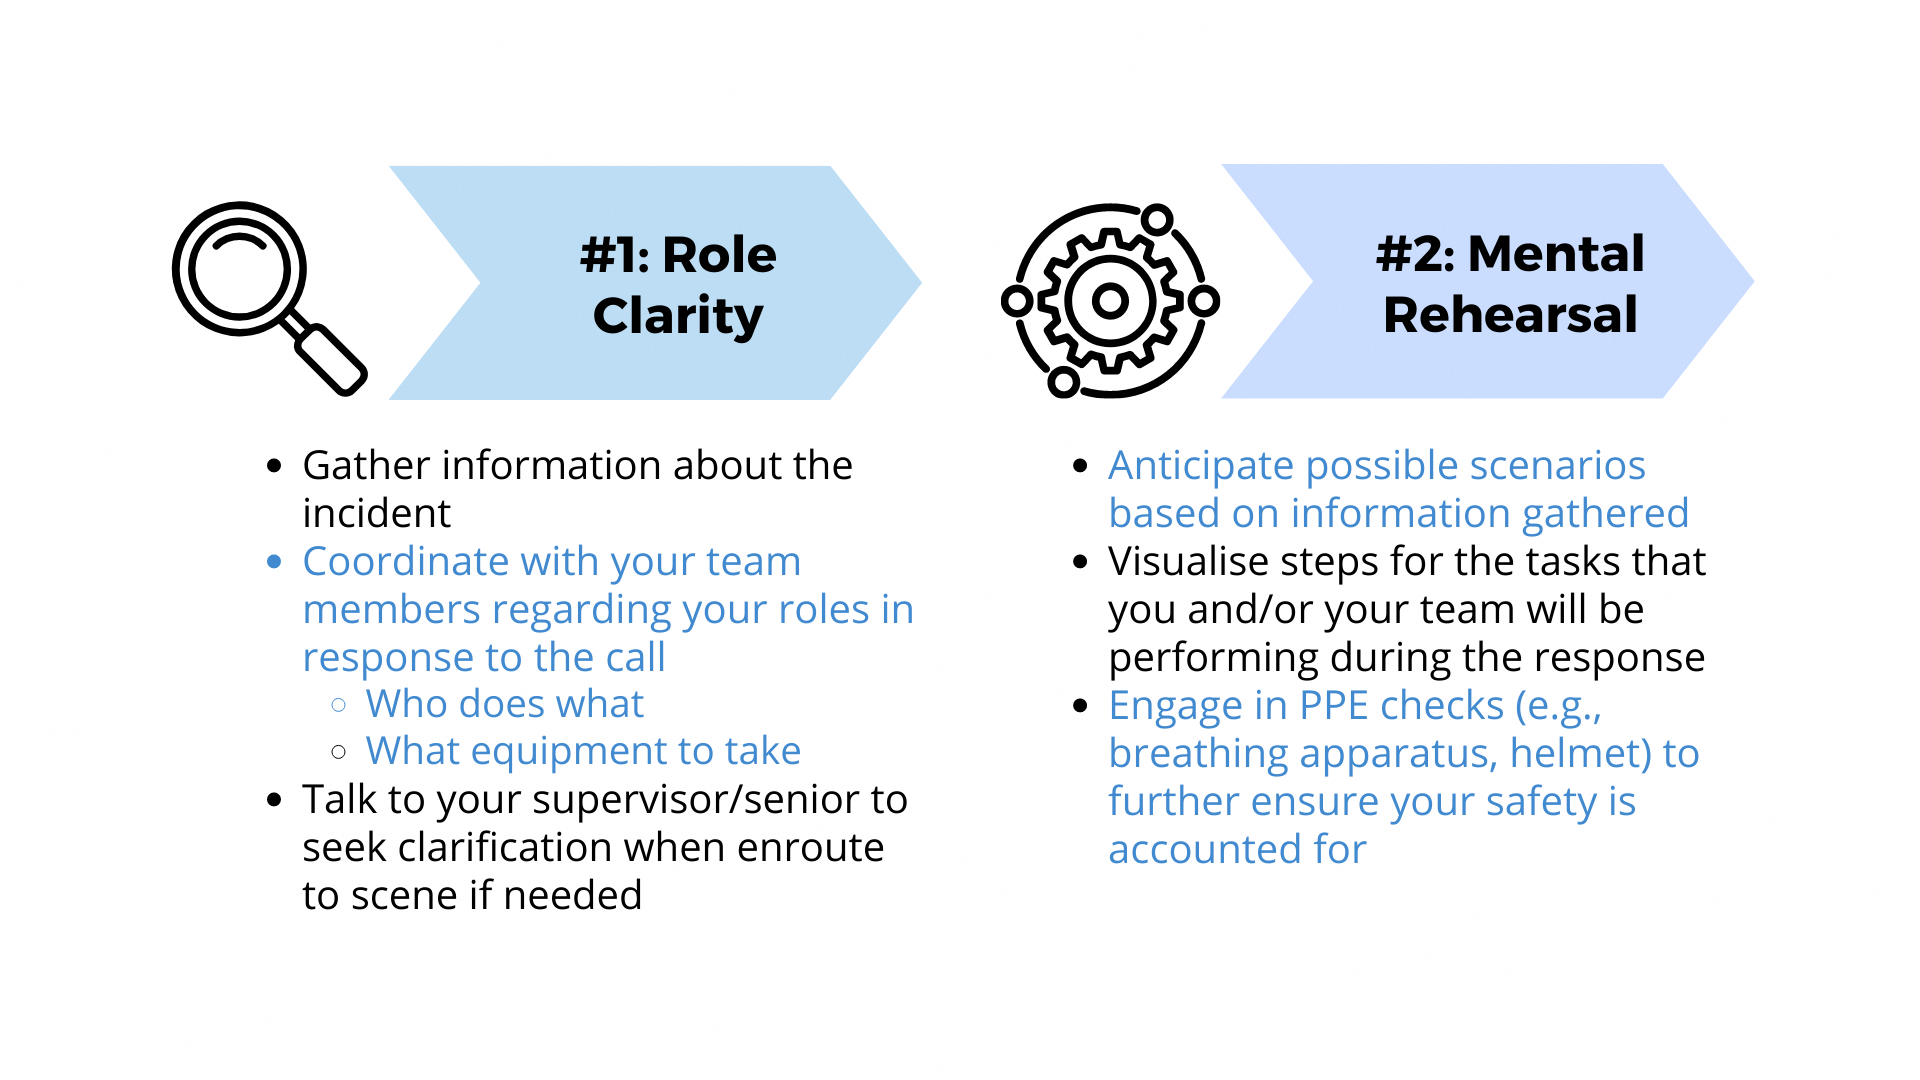 #1: Role
Clarity
• Gather information about the
incident
• Coordinate with your team
members regarding your roles in
response to the call
◦ Who does what
◦ What equipment to take
• Talk to your supervisor/senior to
seek clarification when enroute
to scene if needed
#2: Mental
Rehearsal
• Anticipate possible scenarios
based on information gathered
• Visualise steps for the tasks that
you and/or your team will be
performing during the response
• Engage in PPE checks (e.g.,
breathing apparatus, helmet) to
further ensure your safety is
accounted for